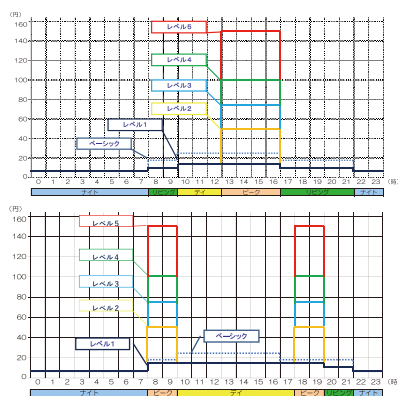 （円）
160
レベル５
140
120
レベル４
100
レベル３
80
レベル２
60
レベル１
40
ベーシック
20
0
0 1 2 3 4 5 6 7 8 9 10 11 12 13 14 15 16 17 18 19 20 21 22 23 （時）
ナイト リビング デイ ピーク リビング ナイト
（円）
160
レベル５
140
120
レベル４
100
レベル３
80
レベル２
60
レベル１
ベーシック
40
20
0
0 1 2 3 4 5 6 7 8 9 10 11 12 13 14 15 16 17 18 19 20 21 22 23 （時
ナイト ピーク デイ ピーク リビング ナイト